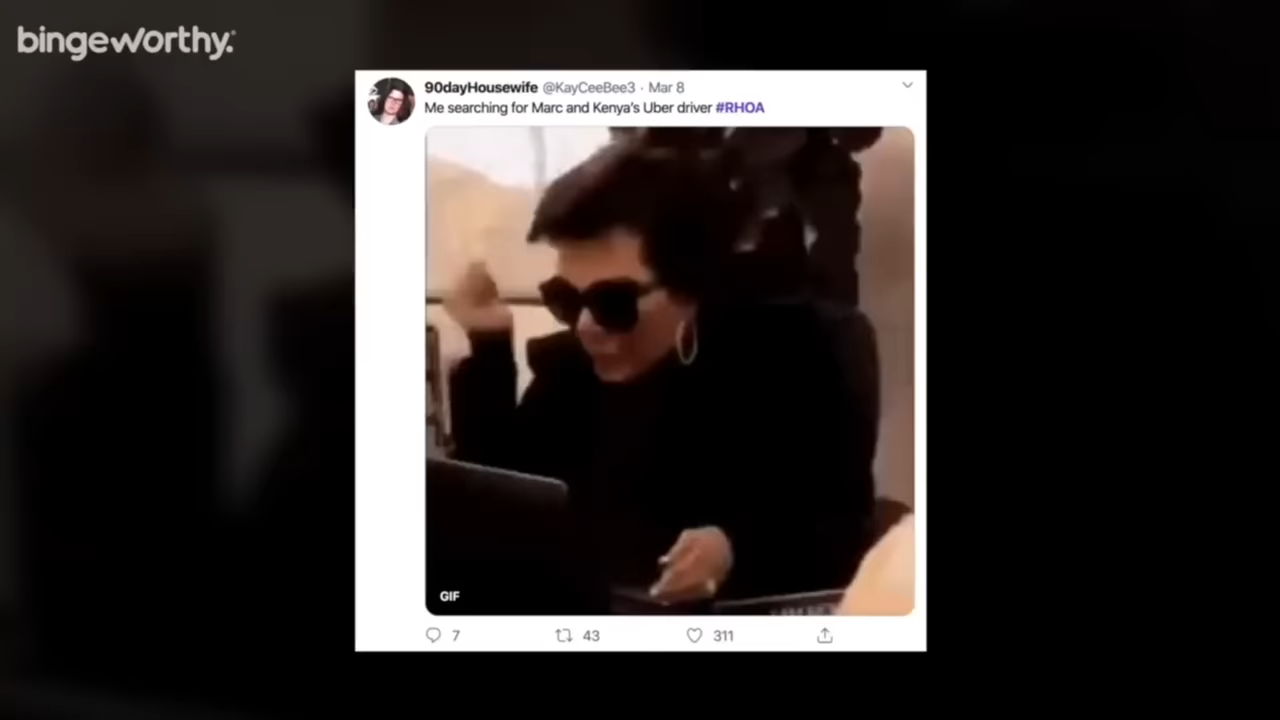 bingeworthy.
90dayHousewife @KayCeeBee3 · Mar 8
Me searching for Marc and Kenya's Uber driver #RHOA
GIF
7 43 311